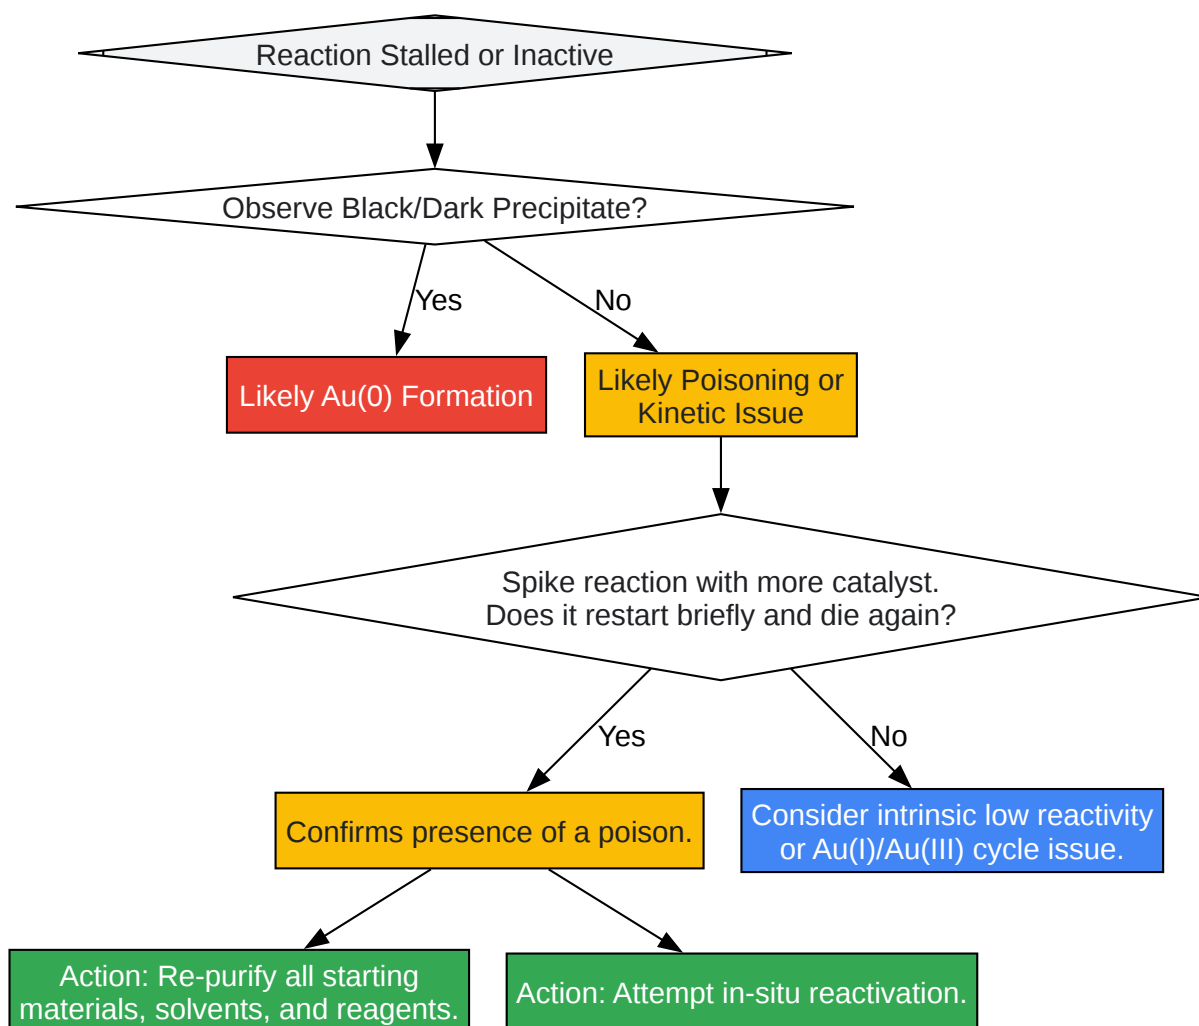 Reaction Stalled or Inactive
Observe Black/Dark Precipitate?
Yes
No
Likely Au(0) Formation
Likely Poisoning or
Kinetic Issue
Spike reaction with more catalyst.
Does it restart briefly and die again?
Yes
No
Confirms presence of a poison.
Consider intrinsic low reactivity
or Au(I)/Au(III) cycle issue.
Action: Re-purify all starting
materials, solvents, and reagents.
Action: Attempt in-situ reactivation.